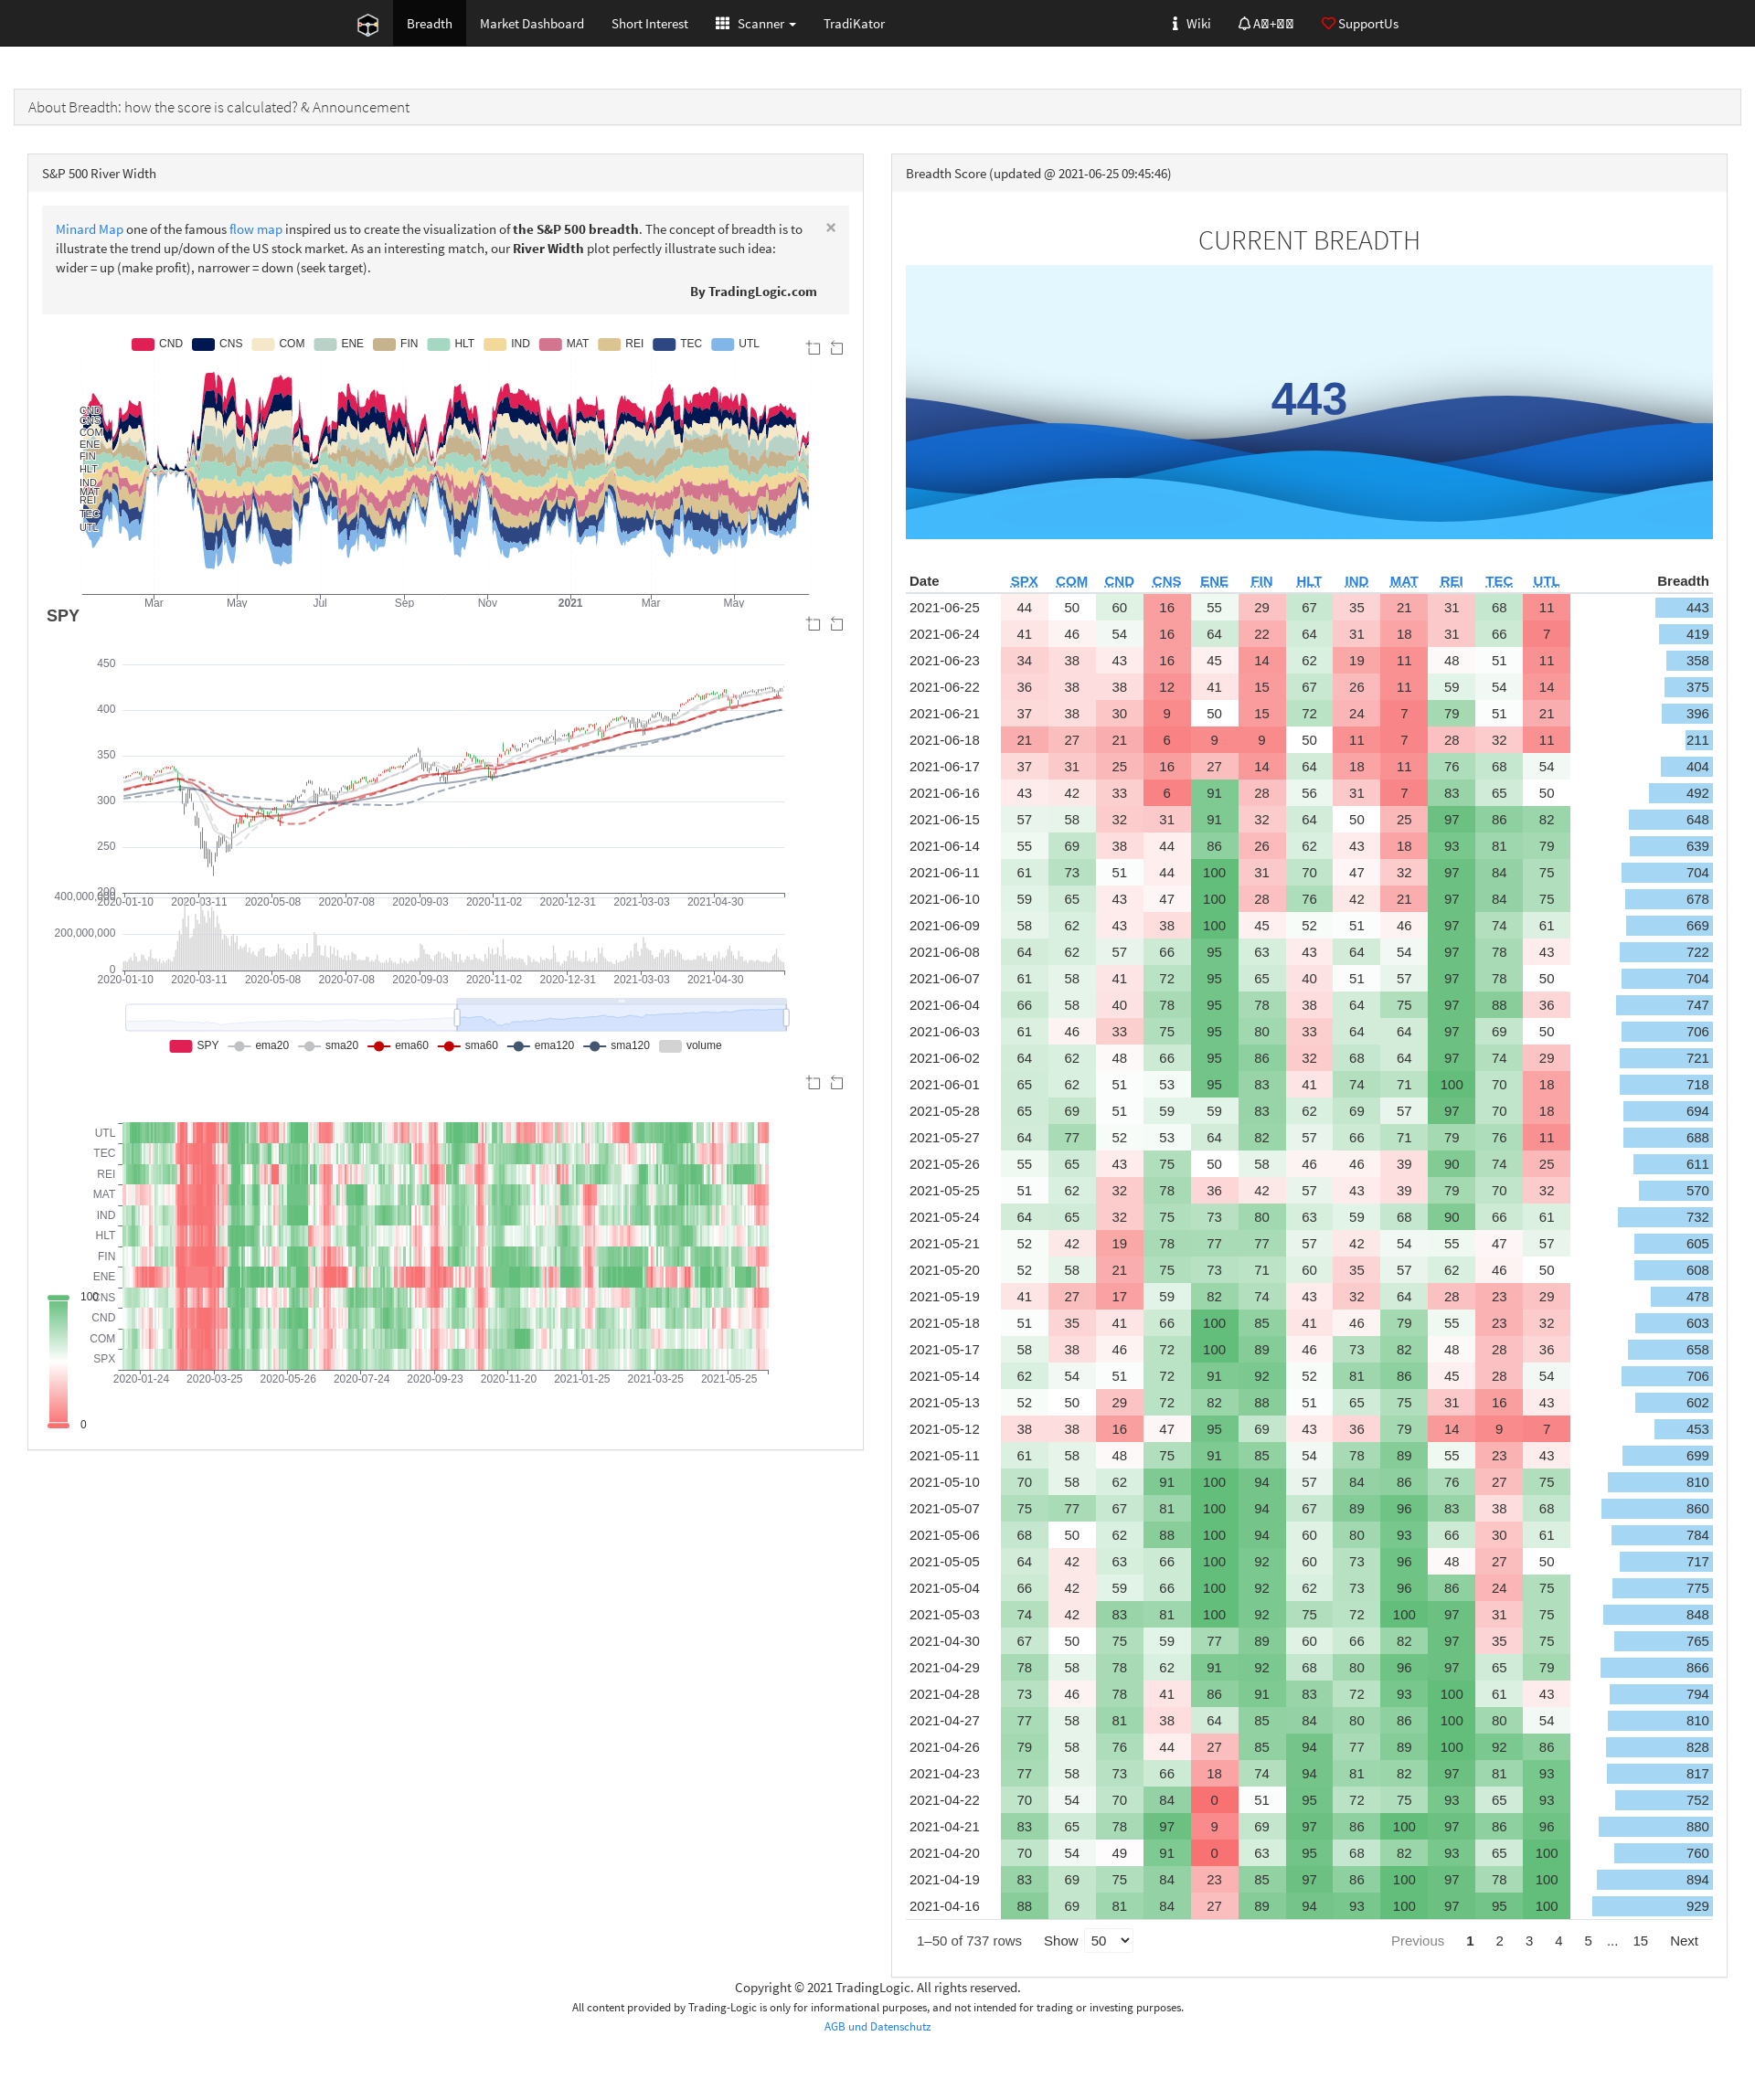 Breadth Market Dashboard Short Interest Scanner TradiKator Wiki SupportUs
About Breadth: how the score is calculated? & Announcement
S&P 500 River Width
Minard Map one of the famous flow map inspired us to create the visualization of the S&P 500 breadth. The concept of breadth is to
illustrate the trend up/down of the US stock market. As an interesting match, our River Width plot perfectly illustrate such idea:
wider = up (make profit), narrower = down (seek target).
By TradingLogic.com
×
CND CNS COM ENE FIN HLT IND MAT REI TEC UTL
CND
CNS
COM
ENE
FIN
HLT
IND
MAT
REI
TEC
UTL
Mar May Jul Sep Nov 2021 Mar May
SPY
450
400
350
300
250
200
2020-01-10 2020-03-11 2020-05-08 2020-07-08 2020-09-03 2020-11-02 2020-12-31 2021-03-03 2021-04-30
400,000,000
200,000,000
0
2020-01-10 2020-03-11 2020-05-08 2020-07-08 2020-09-03 2020-11-02 2020-12-31 2021-03-03 2021-04-30
SPY ema20 sma20 ema60 sma60 ema120 sma120 volume
UTL
TEC
REI
MAT
IND
HLT
FIN
ENE
CNS
CND
COM
SPX
100
0
2020-01-24 2020-03-25 2020-05-26 2020-07-24 2020-09-23 2020-11-20 2021-01-25 2021-03-25 2021-05-25
Breadth Score (updated @ 2021-06-25 09:45:46)
CURRENT BREADTH
443
Date SPX COM CND CNS ENE FIN HLT IND MAT REI TEC UTL Breadth
2021-06-25 44 50 60 16 55 29 67 35 21 31 68 11 443
2021-06-24 41 46 54 16 64 22 64 31 18 31 66 7 419
2021-06-23 34 38 43 16 45 14 62 19 11 48 51 11 358
2021-06-22 36 38 38 12 41 15 67 26 11 59 54 14 375
2021-06-21 37 38 30 9 50 15 72 24 7 79 51 21 396
2021-06-18 21 27 21 6 9 9 50 11 7 28 32 11 211
2021-06-17 37 31 25 16 27 14 64 18 11 76 68 54 404
2021-06-16 43 42 33 6 91 28 56 31 7 83 65 50 492
2021-06-15 57 58 32 31 91 32 64 50 25 97 86 82 648
2021-06-14 55 69 38 44 86 26 62 43 18 93 81 79 639
2021-06-11 61 73 51 44 100 31 70 47 32 97 84 75 704
2021-06-10 59 65 43 47 100 28 76 42 21 97 84 75 678
2021-06-09 58 62 43 38 100 45 52 51 46 97 74 61 669
2021-06-08 64 62 57 66 95 63 43 64 54 97 78 43 722
2021-06-07 61 58 41 72 95 65 40 51 57 97 78 50 704
2021-06-04 66 58 40 78 95 78 38 64 75 97 88 36 747
2021-06-03 61 46 33 75 95 80 33 64 64 97 69 50 706
2021-06-02 64 62 48 66 95 86 32 68 64 97 74 29 721
2021-06-01 65 62 51 53 95 83 41 74 71 100 70 18 718
2021-05-28 65 69 51 59 59 83 62 69 57 97 70 18 694
2021-05-27 64 77 52 53 64 82 57 66 71 79 76 11 688
2021-05-26 55 65 43 75 50 58 46 46 39 90 74 25 611
2021-05-25 51 62 32 78 36 42 57 43 39 79 70 32 570
2021-05-24 64 65 32 75 73 80 63 59 68 90 66 61 732
2021-05-21 52 42 19 78 77 77 57 42 54 55 47 57 605
2021-05-20 52 58 21 75 73 71 60 35 57 62 46 50 608
2021-05-19 41 27 17 59 82 74 43 32 64 28 23 29 478
2021-05-18 51 35 41 66 100 85 41 46 79 55 23 32 603
2021-05-17 58 38 46 72 100 89 46 73 82 48 28 36 658
2021-05-14 62 54 51 72 91 92 52 81 86 45 28 54 706
2021-05-13 52 50 29 72 82 88 51 65 75 31 16 43 602
2021-05-12 38 38 16 47 95 69 43 36 79 14 9 7 453
2021-05-11 61 58 48 75 91 85 54 78 89 55 23 43 699
2021-05-10 70 58 62 91 100 94 57 84 86 76 27 75 810
2021-05-07 75 77 67 81 100 94 67 89 96 83 38 68 860
2021-05-06 68 50 62 88 100 94 60 80 93 66 30 61 784
2021-05-05 64 42 63 66 100 92 60 73 96 48 27 50 717
2021-05-04 66 42 59 66 100 92 62 73 96 86 24 75 775
2021-05-03 74 42 83 81 100 92 75 72 100 97 31 75 848
2021-04-30 67 50 75 59 77 89 60 66 82 97 35 75 765
2021-04-29 78 58 78 62 91 92 68 80 96 97 65 79 866
2021-04-28 73 46 78 41 86 91 83 72 93 100 61 43 794
2021-04-27 77 58 81 38 64 85 84 80 86 100 80 54 810
2021-04-26 79 58 76 44 27 85 94 77 89 100 92 86 828
2021-04-23 77 58 73 66 18 74 94 81 82 97 81 93 817
2021-04-22 70 54 70 84 0 51 95 72 75 93 65 93 752
2021-04-21 83 65 78 97 9 69 97 86 100 97 86 96 880
2021-04-20 70 54 49 91 0 63 95 68 82 93 65 100 760
2021-04-19 83 69 75 84 23 85 97 86 100 97 78 100 894
2021-04-16 88 69 81 84 27 89 94 93 100 97 95 100 929
1–50 of 737 rows Show 50 Previous 1 2 3 4 5 ... 15 Next
Copyright © 2021 TradingLogic. All rights reserved.
All content provided by Trading-Logic is only for informational purposes, and not intended for trading or investing purposes.
AGB und Datenschutz